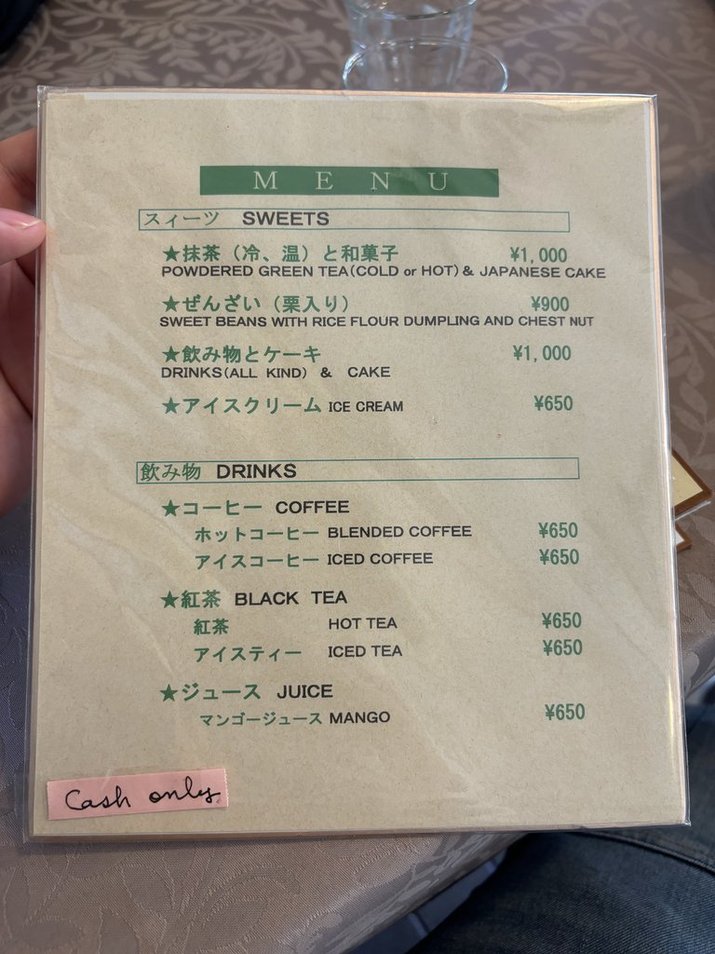 MENU
スィーツ SWEETS
★抹茶（冷、温）と和菓子 ¥1,000
POWDERED GREEN TEA(COLD or HOT) & JAPANESE CAKE
★ぜんざい（栗入り） ¥900
SWEET BEANS WITH RICE FLOUR DUMPLING AND CHEST NUT
★飲み物とケーキ ¥1,000
DRINKS(ALL KIND) & CAKE
★アイスクリーム ICE CREAM ¥650
飲み物 DRINKS
★コーヒー COFFEE
ホットコーヒー BLENDED COFFEE ¥650
アイスコーヒー ICED COFFEE ¥650
★紅茶 BLACK TEA
紅茶 HOT TEA ¥650
アイスティー ICED TEA ¥650
★ジュース JUICE
マンゴージュース MANGO ¥650
Cash only.